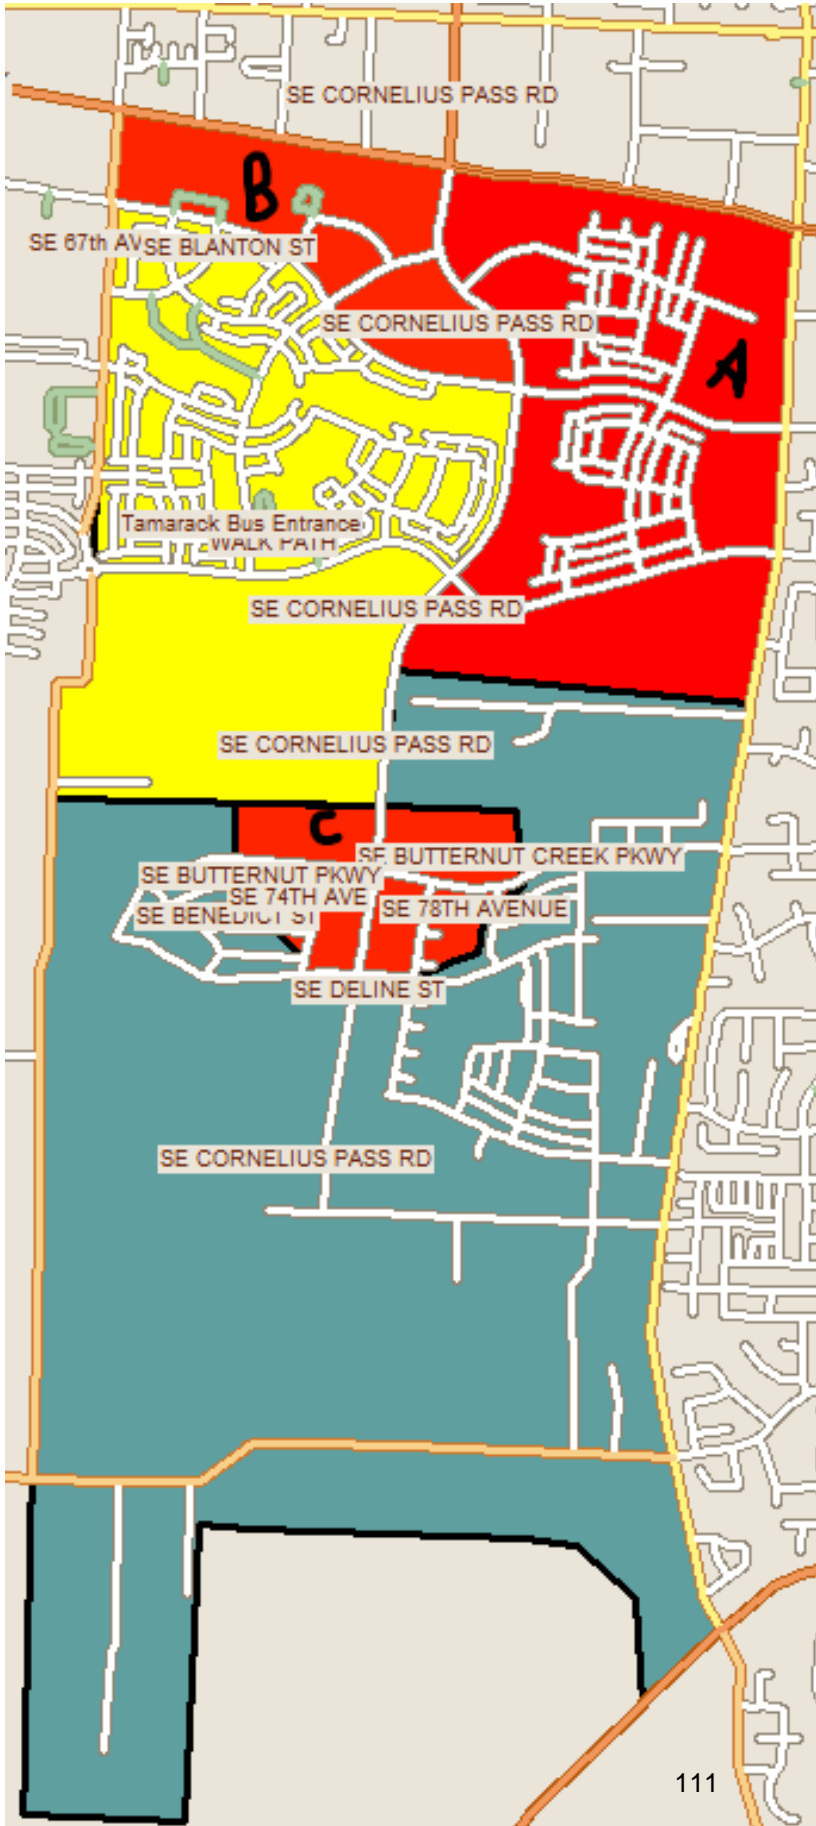 SE CORNELIUS PASS RD
B
SE 67th AV
SE BLANTON ST
SE CORNELIUS PASS RD
A
Tamarack Bus Entrance
WALK PATH
SE CORNELIUS PASS RD
SE CORNELIUS PASS RD
C
SE BUTTERNUT CREEK PKWY
SE BUTTERNUT PKWY
SE 74TH AVE
SE 78TH AVENUE
SE BENEDICT ST
SE DELINE ST
SE CORNELIUS PASS RD
111